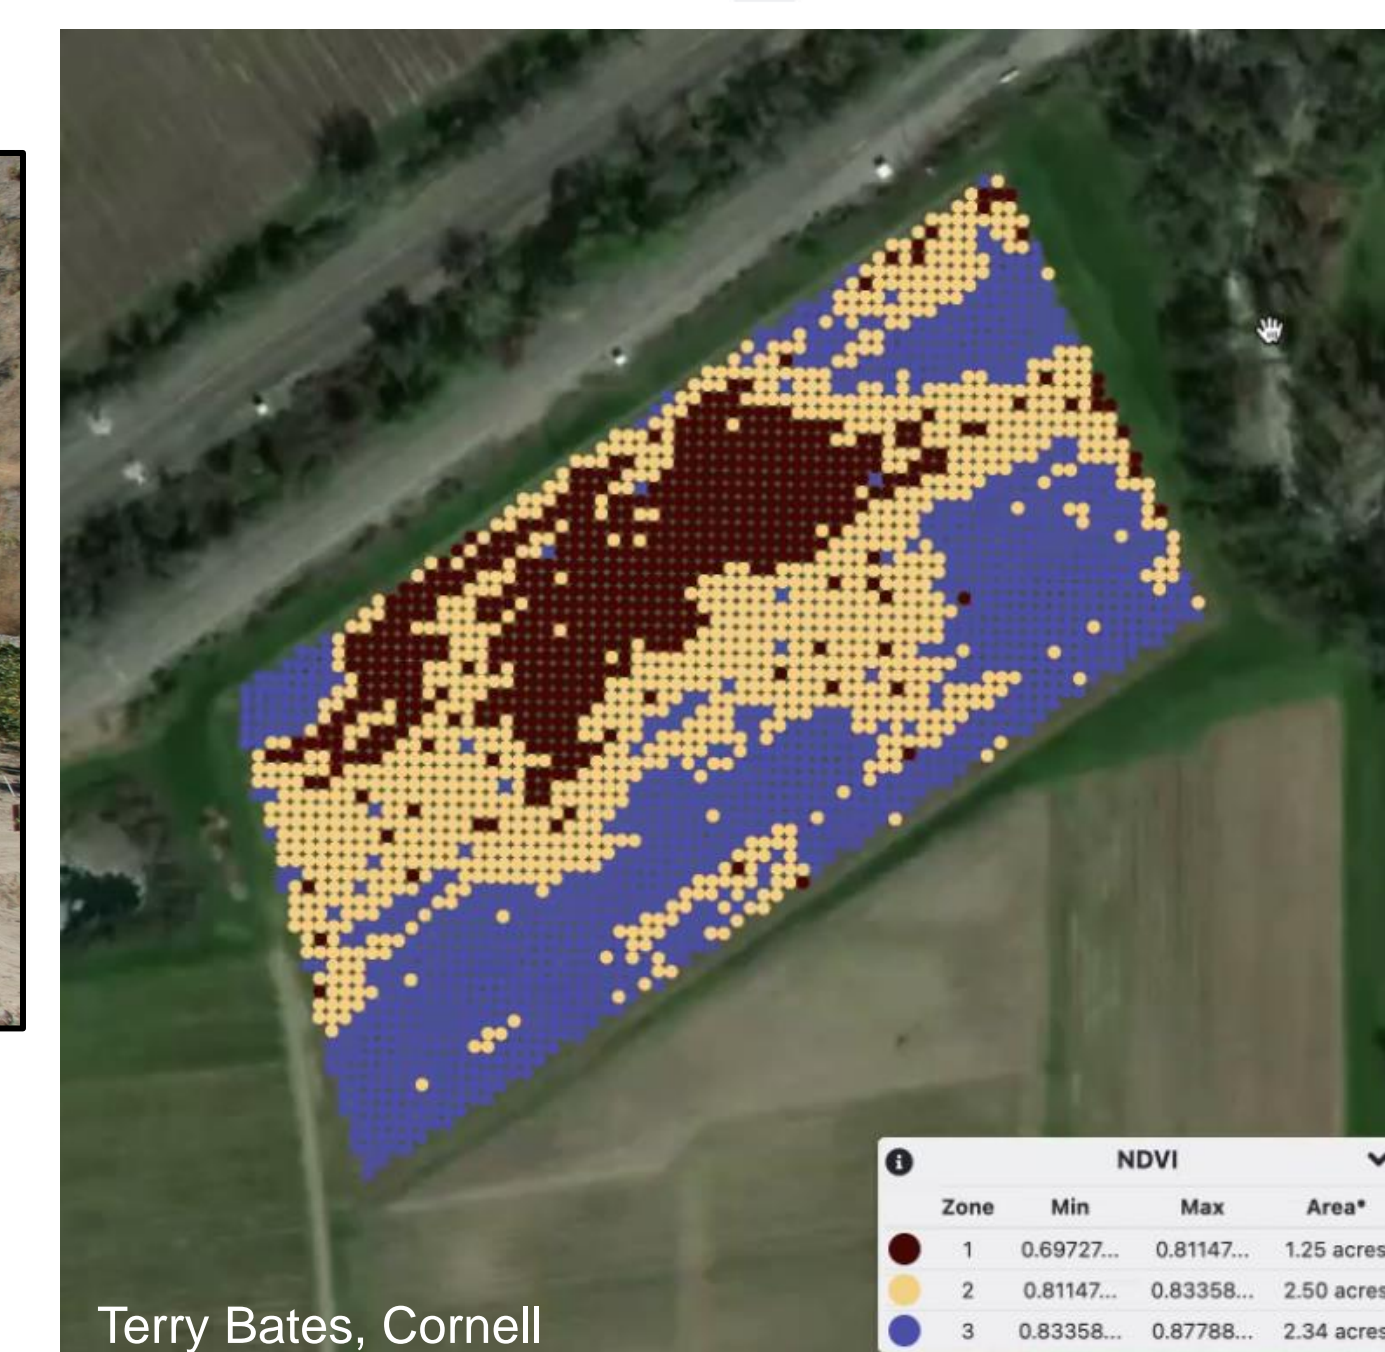 NDVI
Zone Min Max Area*
1 0.69727... 0.81147... 1.25 acres
2 0.81147... 0.83358... 2.50 acres
3 0.83358... 0.87788... 2.34 acres
Terry Bates, Cornell